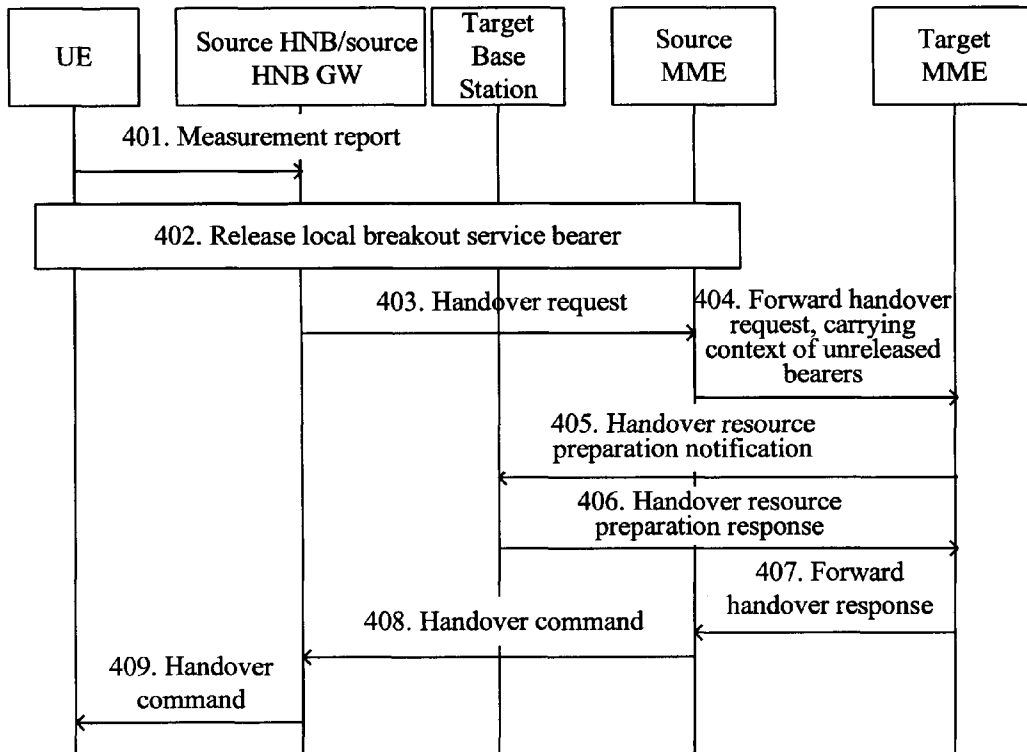 UE
Source HNB/source
HNB GW
Target
Base
Station
Source
MME
Target
MME
401. Measurement report
402. Release local breakout service bearer
403. Handover request
404. Forward handover
request, carrying
context of unreleased
bearers
405. Handover resource
preparation notification
406. Handover resource
preparation response
407. Forward
handover response
408. Handover command
409. Handover
command